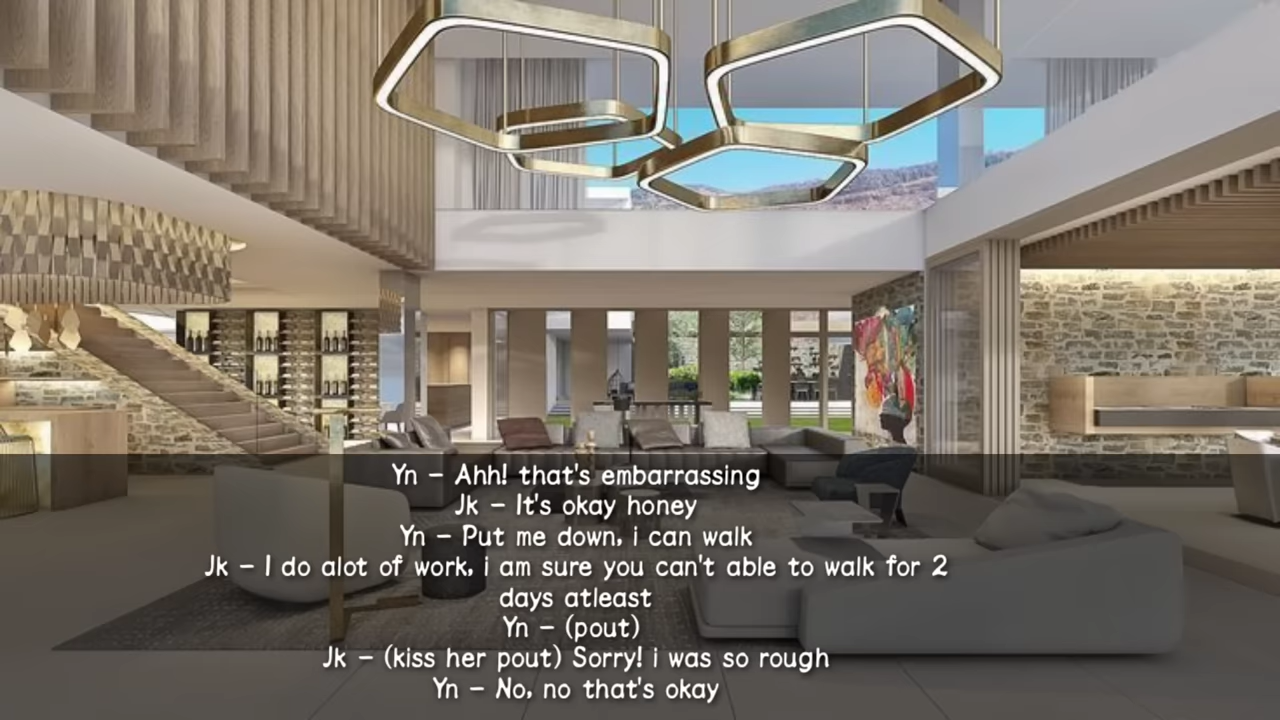 Yn - Ahh! that's embarrassing
Jk - It's okay honey
Yn - Put me down, i can walk
Jk - I do alot of work, i am sure you can't able to walk for 2
days atleast
Yn - (pout)
Jk - (kiss her pout) Sorry! i was so rough
Yn - No, no that's okay